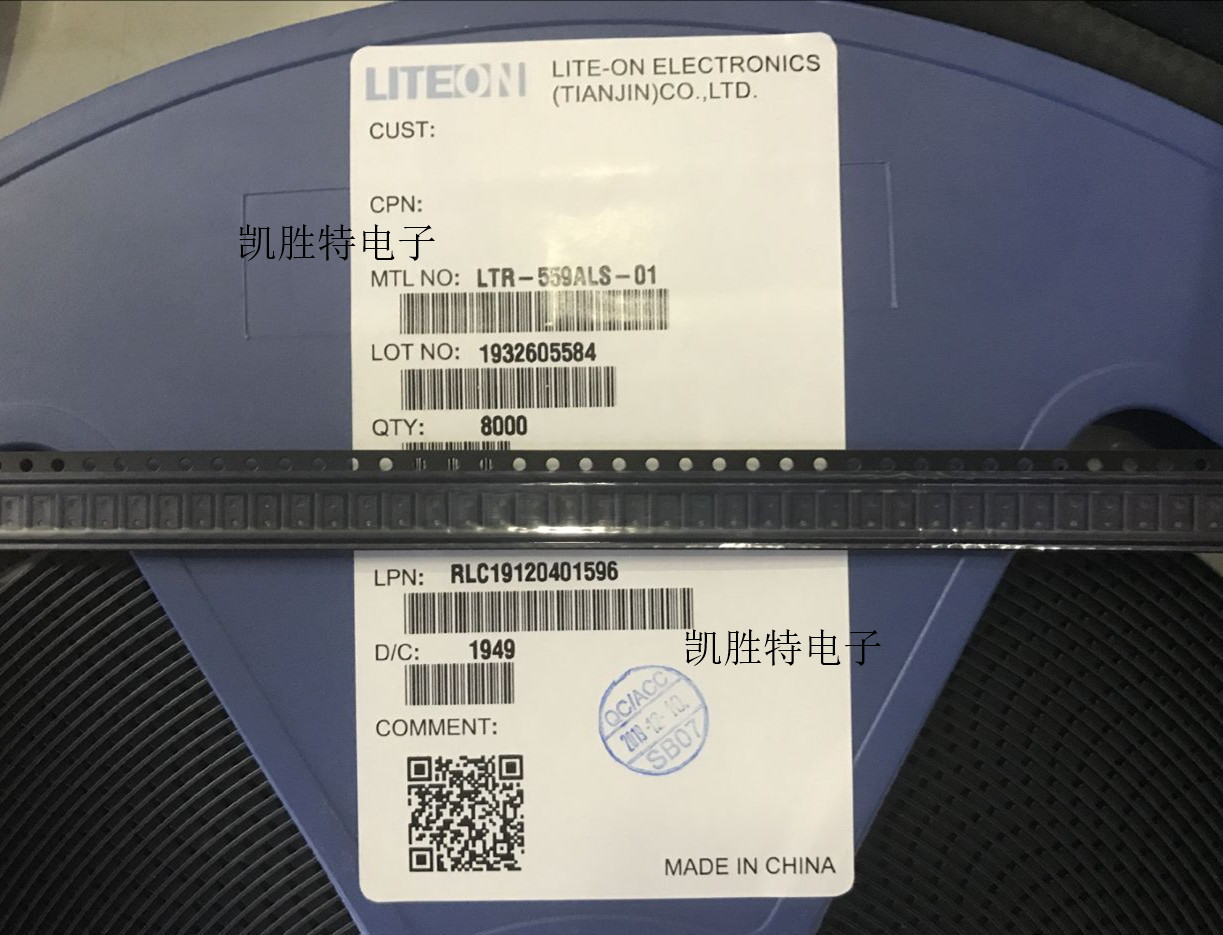 LITEON
LITE-ON ELECTRONICS
(TIANJIN)CO.,LTD.
CUST:
CPN:
凯胜特电子
MTL NO: LTR-559ALS-01
LOT NO: 1932605584
QTY: 8000
LPN: RLC19120401596
D/C: 1949
凯胜特电子
COMMENT:
QC/ACC
SB07
MADE IN CHINA